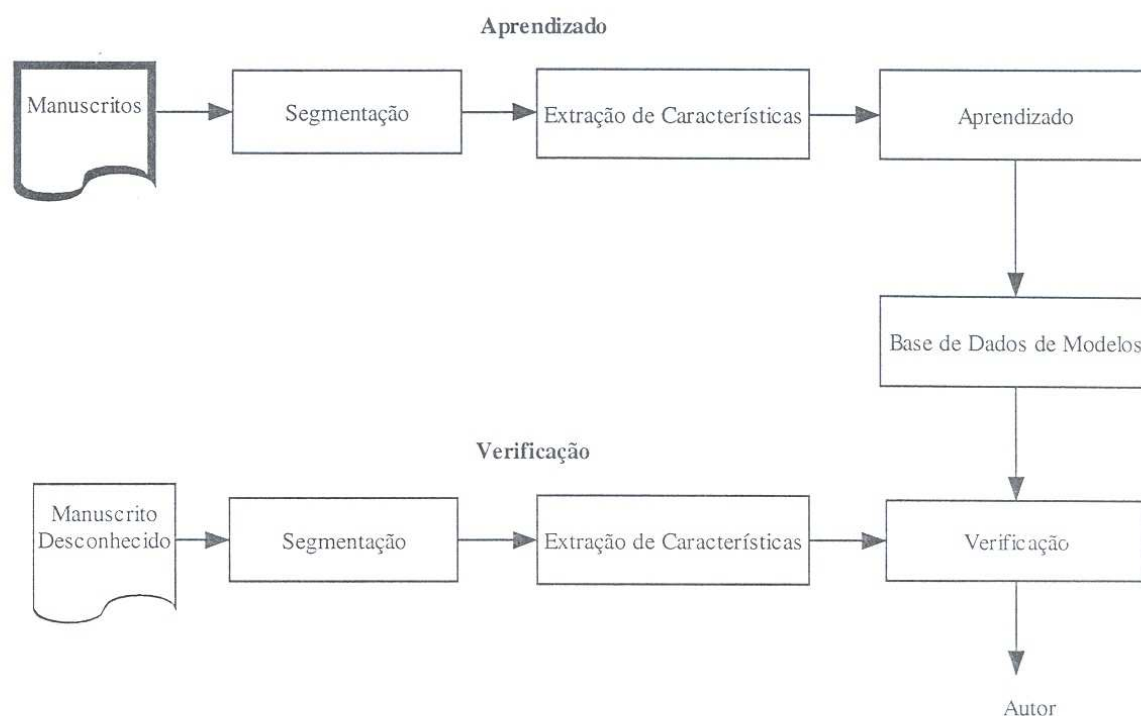 Aprendizado
Manuscritos
Segmentação
Extração de Características
Aprendizado
Base de Dados de Modelos
Verificação
Manuscrito
Desconhecido
Segmentação
Extração de Características
Verificação
Autor